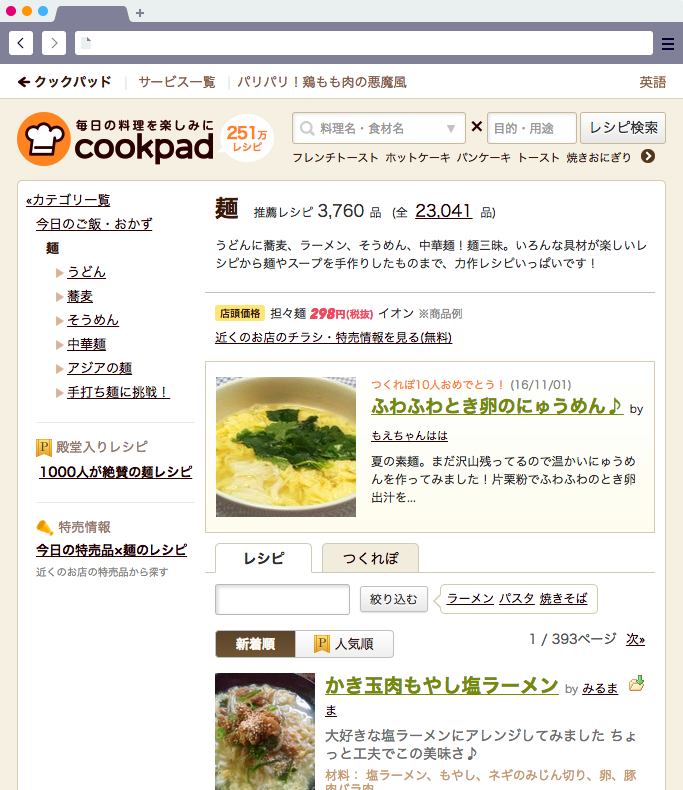 クックパッド サービス一覧 パリパリ！鶏もも肉の悪魔風 英語
毎日の料理を楽しみに
cookpad
251万
レシピ
料理名・食材名 × 目的・用途 レシピ検索
フレンチトースト ホットケーキ パンケーキ トースト 焼きおにぎり
«カテゴリ一覧
今日のご飯・おかず
麺
うどん
蕎麦
そうめん
中華麺
アジアの麺
手打ち麺に挑戦！
P 殿堂入りレシピ
1000人が絶賛の麺レシピ
特売情報
今日の特売品×麺のレシピ
近くのお店の特売品から探す
麺 推薦レシピ 3,760 品 (全 23,041 品)
うどんに蕎麦、ラーメン、そうめん、中華麺！麺三昧。いろんな具材が楽しいレ
シピから麺やスープを手作りしたものまで、力作レシピいっぱいです！
店頭価格 担々麺 298円(税抜) イオン ※商品例
近くのお店のチラシ・特売情報を見る(無料)
つくれぽ10人おめでとう！ (16/11/01)
ふわふわとき卵のにゅうめん♪ by
もえちゃんはは
夏の素麺。まだ沢山残ってるので温かいにゅうめ
んを作ってみました！片栗粉でふわふわのとき卵
出汁を...
レシピ つくれぽ
絞り込む ラーメン パスタ 焼きそば
新着順 P 人気順 1 / 393ページ 次»
かき玉肉もやし塩ラーメン by みるま
ま
大好きな塩ラーメンにアレンジしてみました ちょ
っと工夫でこの美味さ♪
材料： 塩ラーメン、もやし、ネギのみじん切り、卵、豚
肉バラ肉